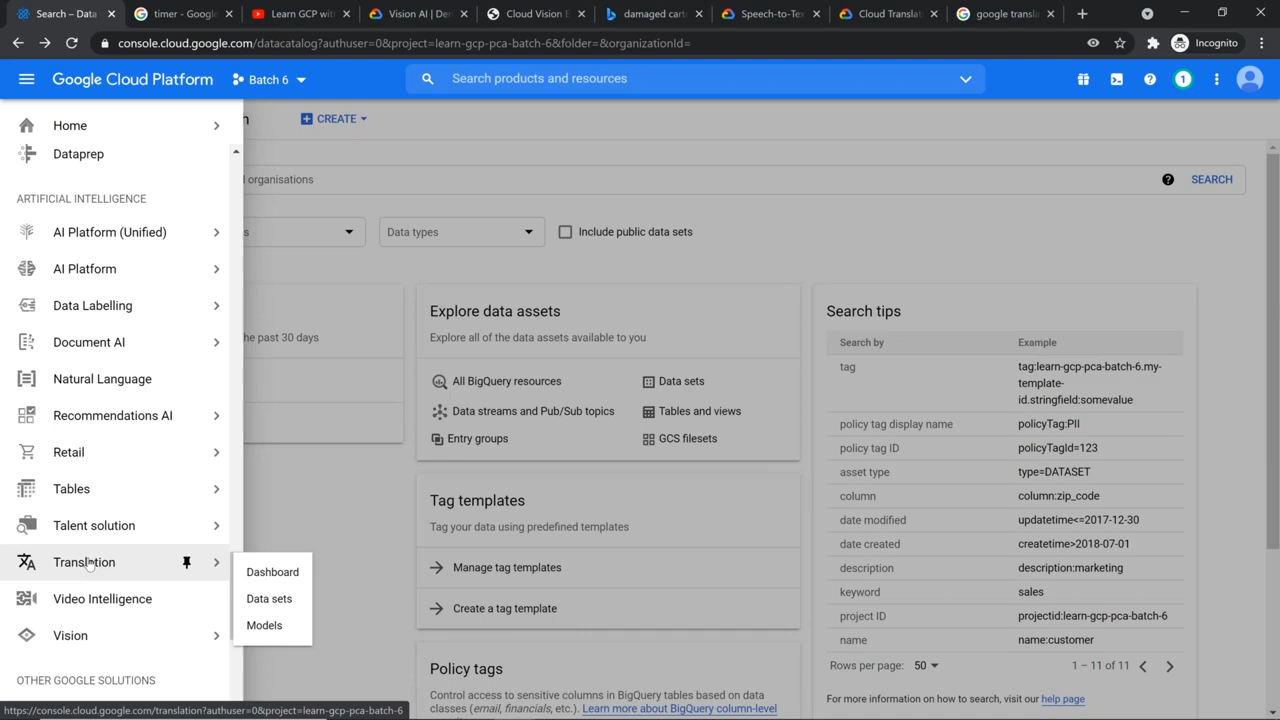 Search – Data
timer - Google
Learn GCP with
Vision AI | De
Cloud Vision
damaged cart
Speech-to-Tex
Cloud Translat
google transla
console.cloud.google.com/datacatalog?authuser=0&project=learn-gcp-pca-batch-6&folder=&organizationId=
Incognito
Google Cloud Platform
Batch 6
Search products and resources
1
Home
CREATE
Dataprep
organisations
SEARCH
ARTIFICIAL INTELLIGENCE
AI Platform (Unified)
Data types
Include public data sets
AI Platform
Data Labelling
Document AI
Natural Language
Recommendations AI
Retail
Tables
Talent solution
Translation
Video Intelligence
Vision
OTHER GOOGLE SOLUTIONS
Dashboard
Data sets
Models
he past 30 days
Explore data assets
Explore all of the data assets available to you
All BigQuery resources
Data sets
Data streams and Pub/Sub topics
Tables and views
Entry groups
GCS filesets
Tag templates
Tag your data using predefined templates
Manage tag templates
Create a tag template
Policy tags
Control access to sensitive columns in BigQuery tables based on data
classes (email, financials, etc.). Learn more about BigQuery column-level
Search tips
Search by Example
tag tag:learn-gcp-pca-batch-6.my-
template-
id.stringfield:somevalue
policy tag display name policyTag:PII
policy tag ID policyTagId=123
asset type type=DATASET
column column:zip_code
date modified updatetime<=2017-12-30
date created createtime>2018-07-01
description description:marketing
keyword sales
project ID projectid:learn-gcp-pca-batch-6
name name:customer
Rows per page: 50 1 – 11 of 11
For more information on how to search, visit our help page
https://console.cloud.google.com/translation?authuser=0&project=learn-gcp-pca-batch-6